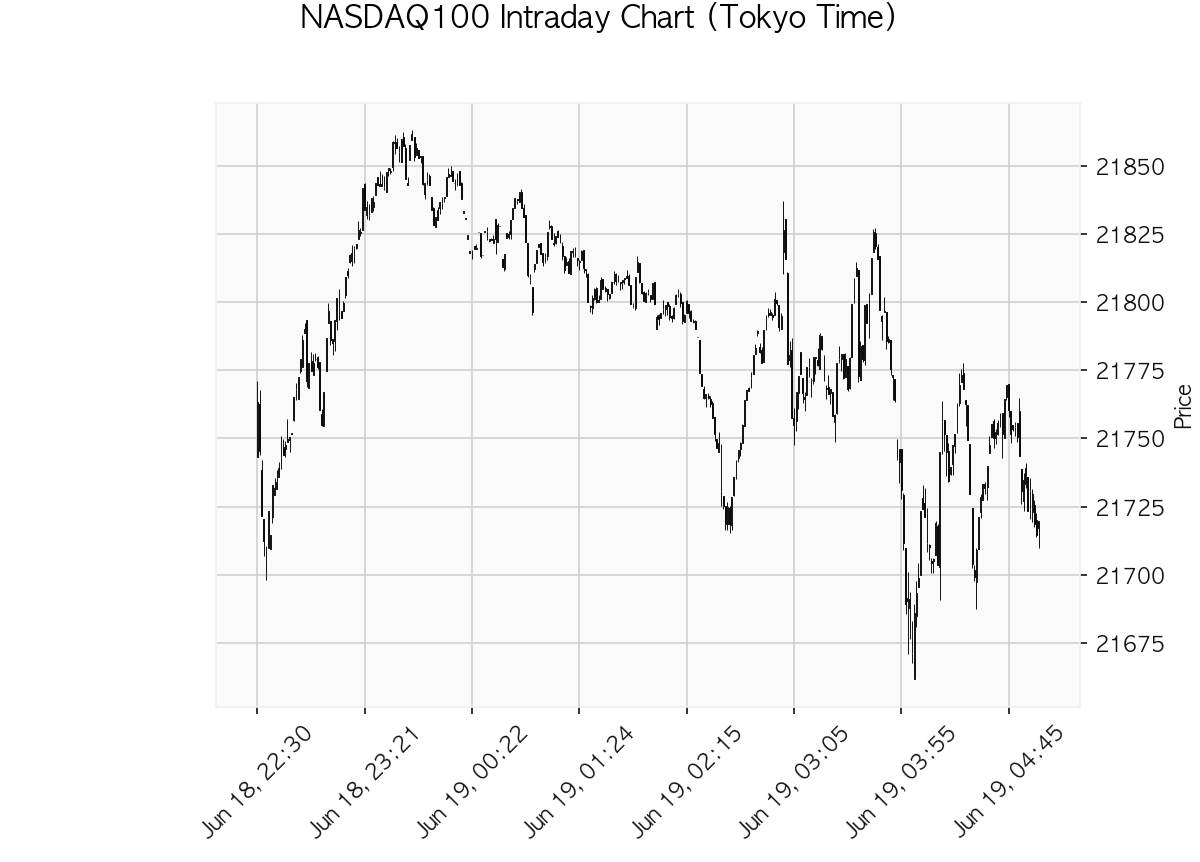 NASDAQ100 Intraday Chart (Tokyo Time)
21850
21825
21800
21775
21750
21725
21700
21675
Price
Jun 18, 22:30
Jun 18, 23:21
Jun 19, 00:22
Jun 19, 01:24
Jun 19, 02:15
Jun 19, 03:05
Jun 19, 03:55
Jun 19, 04:45